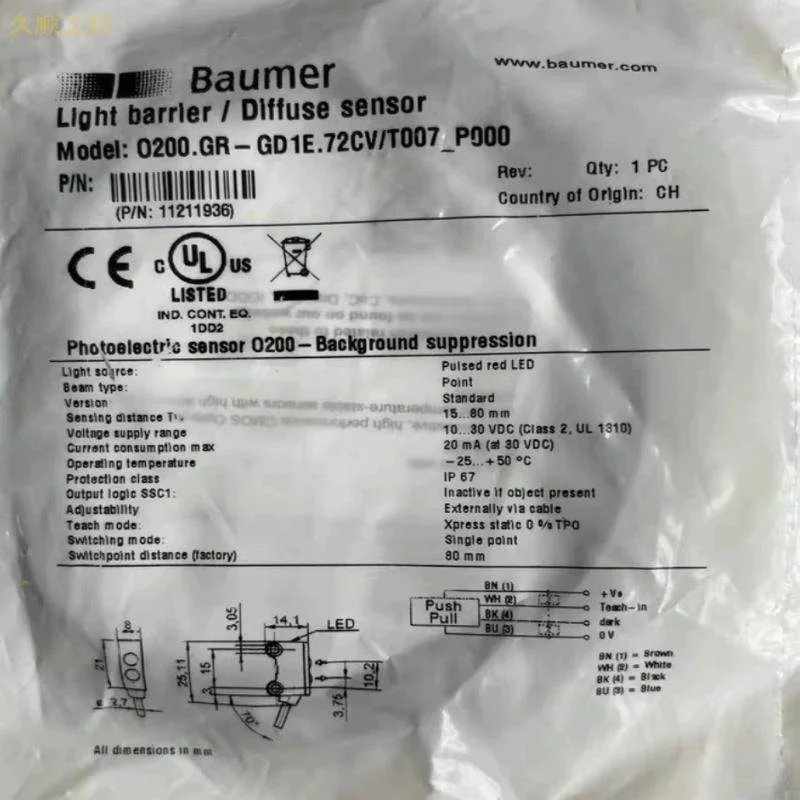 久顺工控
Baumer
www.baumer.com
Light barrier / Diffuse sensor
Model: O200.GR – GD1E.72CV/T007_P000
P/N:
Rev:
Qty: 1 PC
(P/N: 11211936)
Country of Origin: CH
CE
C UL US
LISTED
IND. CONT. EQ.
1DD2
Photoelectric sensor O200 – Background suppression
Light source: Pulsed red LED
Beam type: Point
Version Standard
Sensing distance 15...80 mm
Voltage supply range 10...30 VDC (Class 2, UL 1310)
Current consumption max 20 mA (at 30 VDC)
Operating temperature –25...+50 °C
Protection class IP 67
Output logic SSC1: Inactive if object present
Adjustability Externally via cable
Teach mode: Xpress static 0 % TPO
Switching mode: Single point
Switchpoint distance (factory) 80 mm
Push
Pull
BN (1) +Vs
WH (2) Teach-in
BK (4) dark
BU (3) 0 V
BN (1) = Brown
WH (2) = White
BK (4) = Black
BU (3) = Blue
8
21
3,05
14,1
LED
25,11
15
3
10,2
3,75
All dimensions in mm